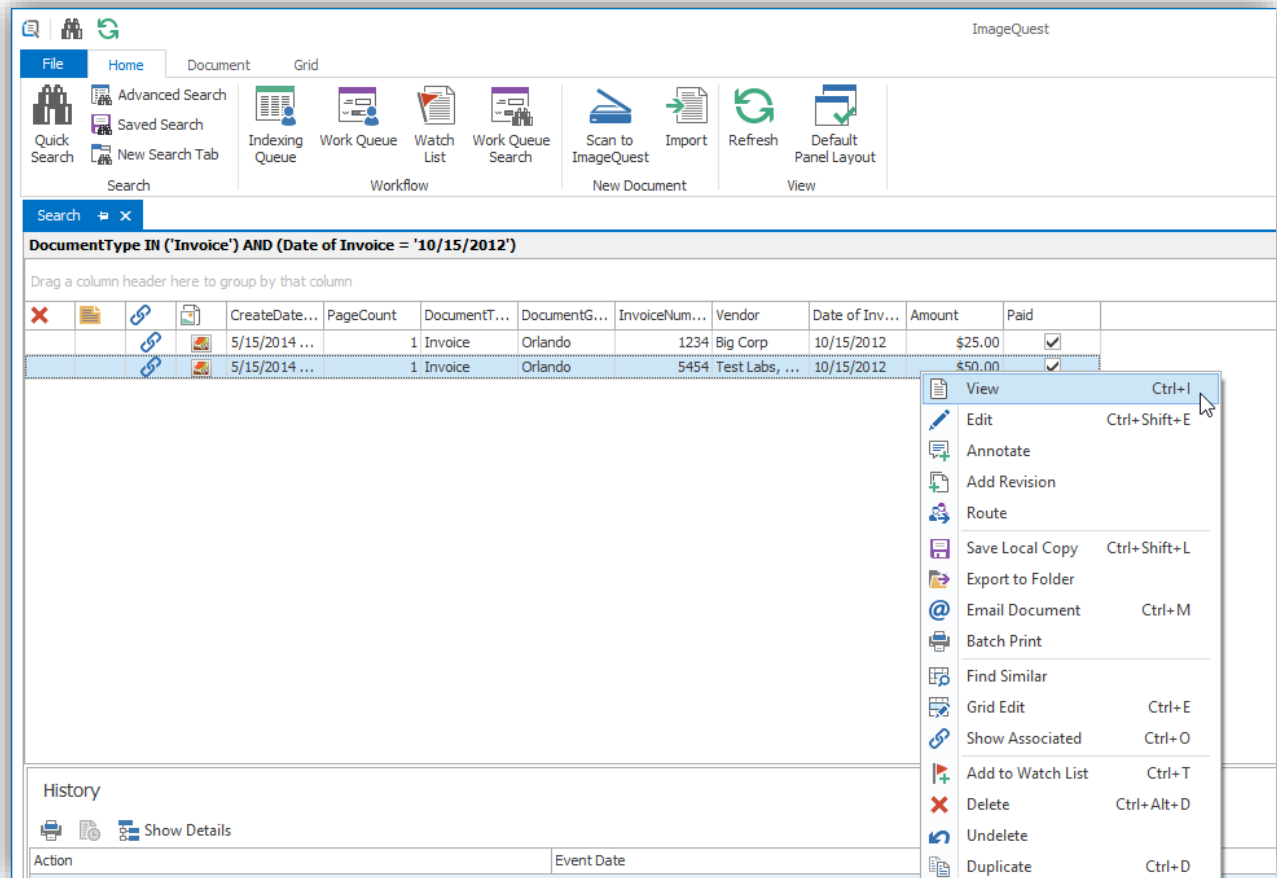 ImageQuest
File Home Document Grid
Quick Search
Advanced Search
Saved Search
New Search Tab
Search
Indexing Queue
Work Queue
Watch List
Work Queue Search
Workflow
Scan to ImageQuest
Import
New Document
Refresh
Default Panel Layout
View
Search
DocumentType IN ('Invoice') AND (Date of Invoice = '10/15/2012')
Drag a column header here to group by that column
CreateDate... PageCount DocumentT... DocumentG... InvoiceNum... Vendor Date of Inv... Amount Paid
5/15/2014 ... 1 Invoice Orlando 1234 Big Corp 10/15/2012 $25.00
5/15/2014 ... 1 Invoice Orlando 5454 Test Labs, ... 10/15/2012 $50.00
View Ctrl+I
Edit Ctrl+Shift+E
Annotate
Add Revision
Route
Save Local Copy Ctrl+Shift+L
Export to Folder
Email Document Ctrl+M
Batch Print
Find Similar
Grid Edit Ctrl+E
Show Associated Ctrl+O
Add to Watch List Ctrl+T
Delete Ctrl+Alt+D
Undelete
Duplicate Ctrl+D
History
Show Details
Action Event Date